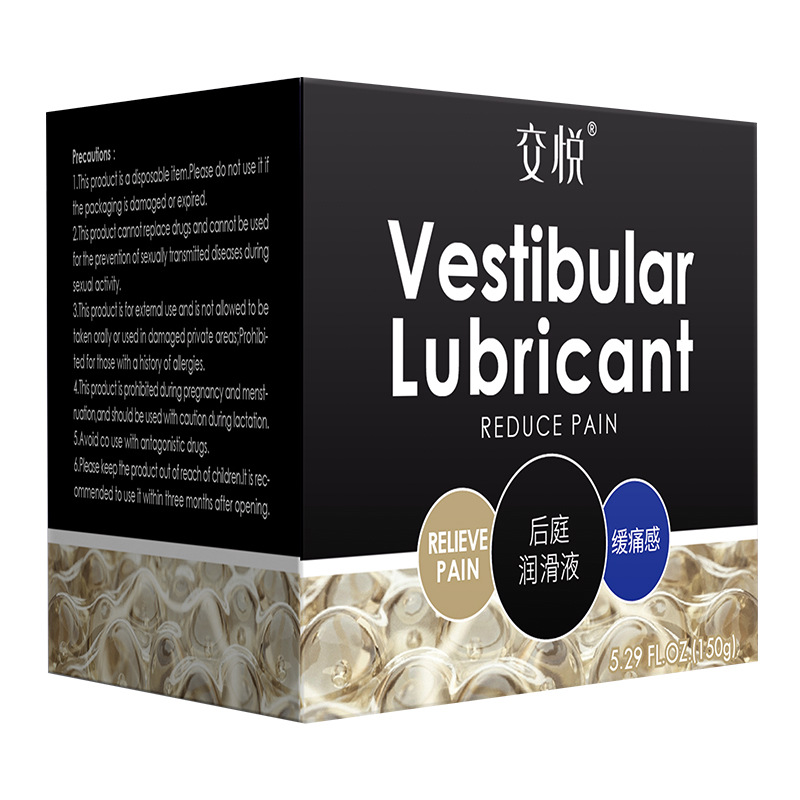 Precautions :
1.This product is a disposable item.Please do not use it if
the packaging is damaged or expired.
2.This product cannot replace drugs and cannot be used
for the prevention of sexually transmitted diseases during
sexual activity.
3.This product is for external use and is not allowed to be
taken orally or used in damaged private areas;Prohibi-
ted for those with a history of allergies.
4.This product is prohibited during pregnancy and menst-
ruation,and should be used with caution during lactation.
5.Avoid co use with antagonistic drugs.
6.Please keep the product out of reach of children.It is rec-
ommended to use it within three months after opening.
交悦®
Vestibular
Lubricant
REDUCE PAIN
RELIEVE
PAIN
后庭
润滑液
缓痛感
5.29 FL.OZ.(150g)